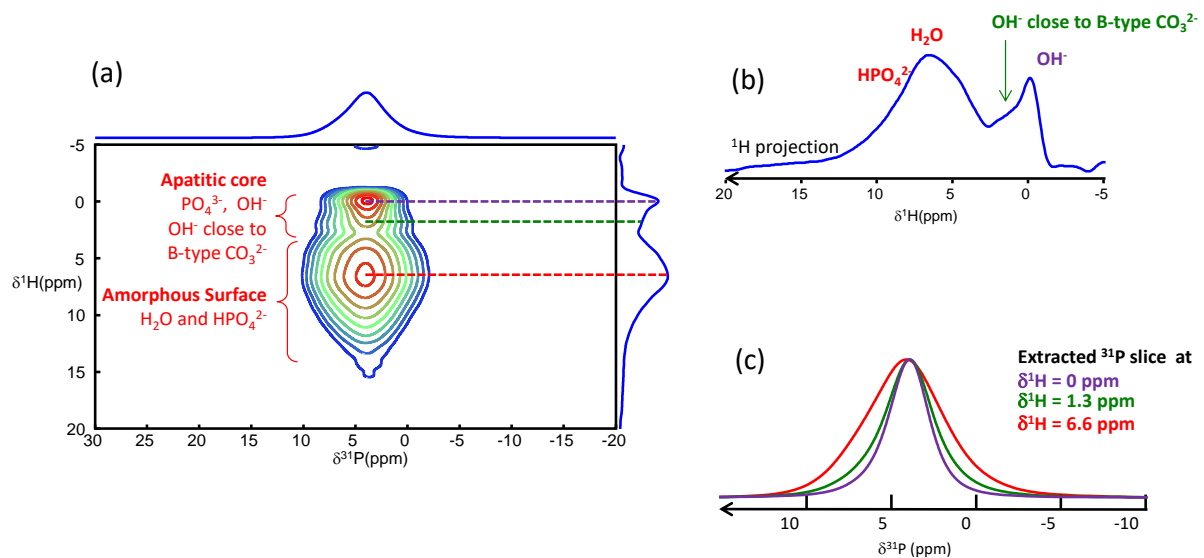 (a)
-5
0
5
10
15
20
δ¹H(ppm)
Apatitic core
PO₄³⁻, OH⁻
OH⁻ close to
B-type CO₃²⁻
Amorphous Surface
H₂O and HPO₄²⁻
30 25 20 15 10 5 0 -5 -10 -15 -20
δ³¹P(ppm)
(b)
OH⁻ close to B-type CO₃²⁻
H₂O
HPO₄²⁻
OH⁻
¹H projection
20 15 10 5 0 -5
δ¹H(ppm)
(c)
Extracted ³¹P slice at
δ¹H = 0 ppm
δ¹H = 1.3 ppm
δ¹H = 6.6 ppm
10 5 0 -5 -10
δ³¹P (ppm)